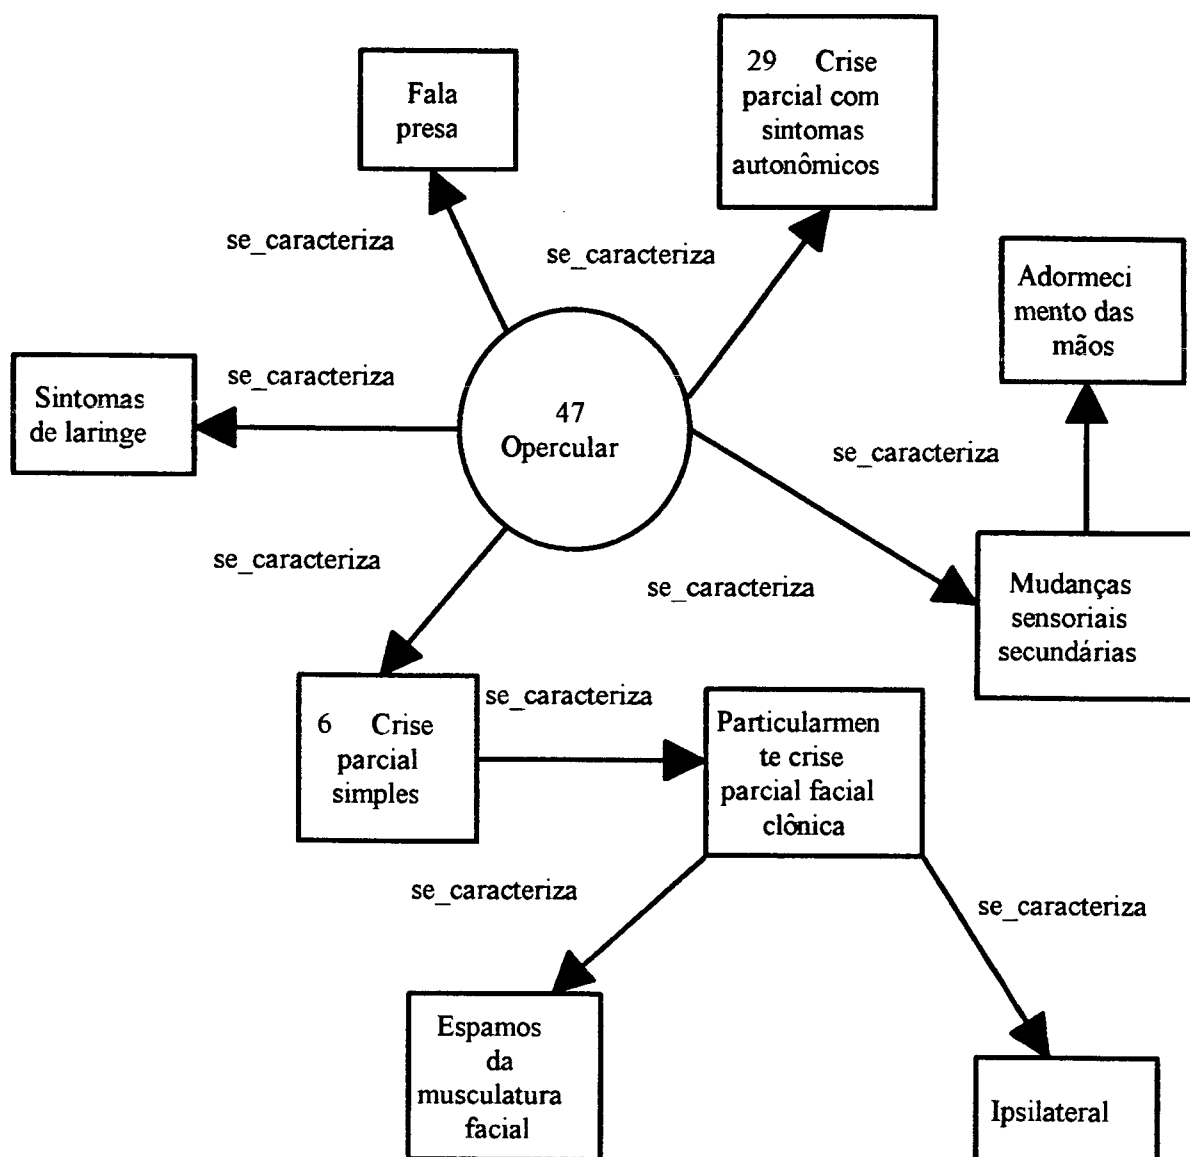 29 Crise
parcial com
sintomas
autonômicos
Fala
presa
se_caracteriza
se_caracteriza
Adormeci
mento das
mãos
se_caracteriza
Sintomas
de laringe
47
Opercular
se_caracteriza
se_caracteriza
se_caracteriza
Mudanças
sensoriais
secundárias
6 Crise
parcial
simples
se_caracteriza
Particularmen
te crise
parcial facial
clônica
se_caracteriza
se_caracteriza
Espamos
da
musculatura
facial
Ipsilateral